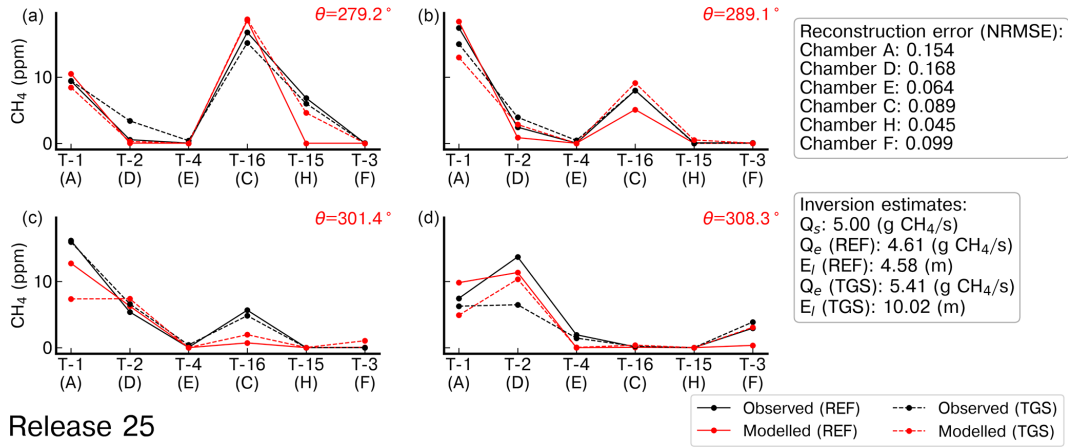 (a)
θ=279.2°
CH₄ (ppm)
10
0
T-1 T-2 T-4 T-16 T-15 T-3
(A) (D) (E) (C) (H) (F)
(b)
θ=289.1°
T-1 T-2 T-4 T-16 T-15 T-3
(A) (D) (E) (C) (H) (F)
Reconstruction error (NRMSE):
Chamber A: 0.154
Chamber D: 0.168
Chamber E: 0.064
Chamber C: 0.089
Chamber H: 0.045
Chamber F: 0.099
(c)
θ=301.4°
CH₄ (ppm)
10
0
T-1 T-2 T-4 T-16 T-15 T-3
(A) (D) (E) (C) (H) (F)
(d)
θ=308.3°
T-1 T-2 T-4 T-16 T-15 T-3
(A) (D) (E) (C) (H) (F)
Inversion estimates:
Qₛ: 5.00 (g CH₄/s)
Qₑ (REF): 4.61 (g CH₄/s)
Eₗ (REF): 4.58 (m)
Qₑ (TGS): 5.41 (g CH₄/s)
Eₗ (TGS): 10.02 (m)
Release 25
Observed (REF)
Modelled (REF)
Observed (TGS)
Modelled (TGS)